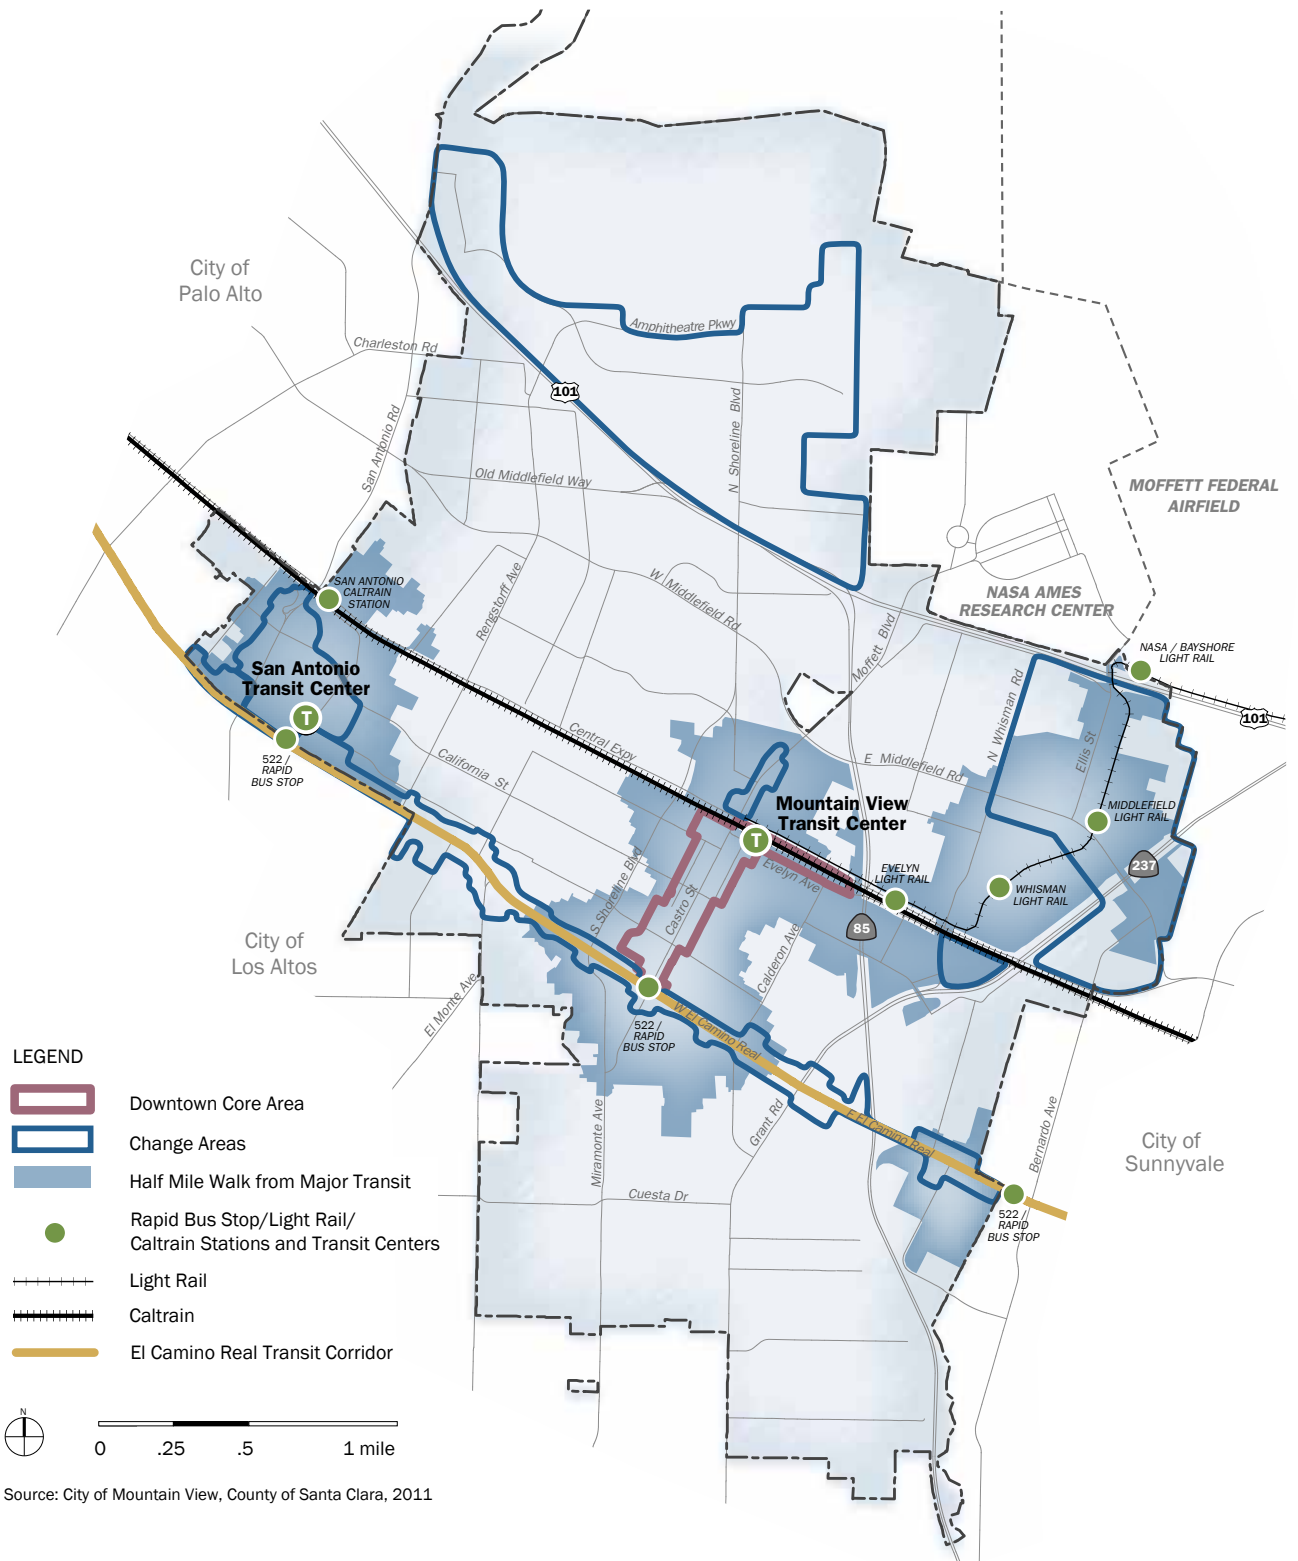 City of
Palo Alto
Charleston Rd
Amphitheatre Pkwy
101
San Antonio Rd
N Shoreline Blvd
Old Middlefield Way
MOFFETT FEDERAL
AIRFIELD
NASA AMES
RESEARCH CENTER
SAN ANTONIO
CALTRAIN
STATION
Rengstorff Ave
W Middlefield Rd
Moffett Blvd
NASA / BAYSHORE
LIGHT RAIL
101
San Antonio
Transit Center
T
522 /
RAPID
BUS STOP
Central Expy
California St
N Whisman Rd
Ellis St
E Middlefield Rd
Mountain View
Transit Center
T
MIDDLEFIELD
LIGHT RAIL
237
Evelyn Ave
EVELYN
LIGHT RAIL
WHISMAN
LIGHT RAIL
S Shoreline Blvd
Castro St
85
Calderon Ave
City of
Los Altos
El Monte Ave
522 /
RAPID
BUS STOP
W El Camino Real
Grant Rd
E El Camino Real
Miramonte Ave
Bernardo Ave
City of
Sunnyvale
Cuesta Dr
522 /
RAPID
BUS STOP
LEGEND
Downtown Core Area
Change Areas
Half Mile Walk from Major Transit
Rapid Bus Stop/Light Rail/
Caltrain Stations and Transit Centers
Light Rail
Caltrain
El Camino Real Transit Corridor
N
0 .25 .5 1 mile
Source: City of Mountain View, County of Santa Clara, 2011